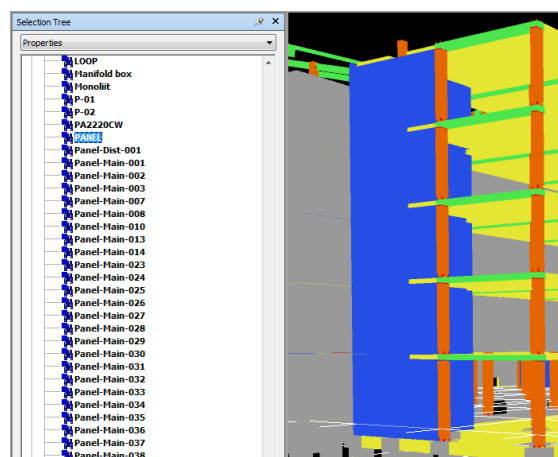 Selection Tree
Properties
LOOP
Manifold box
Monoliit
P-01
P-02
PA2220CW
PANEL
Panel-Dist-001
Panel-Main-001
Panel-Main-002
Panel-Main-003
Panel-Main-007
Panel-Main-008
Panel-Main-010
Panel-Main-013
Panel-Main-014
Panel-Main-023
Panel-Main-024
Panel-Main-025
Panel-Main-026
Panel-Main-027
Panel-Main-028
Panel-Main-029
Panel-Main-030
Panel-Main-031
Panel-Main-032
Panel-Main-033
Panel-Main-034
Panel-Main-035
Panel-Main-036
Panel-Main-037
Panel-Main-038